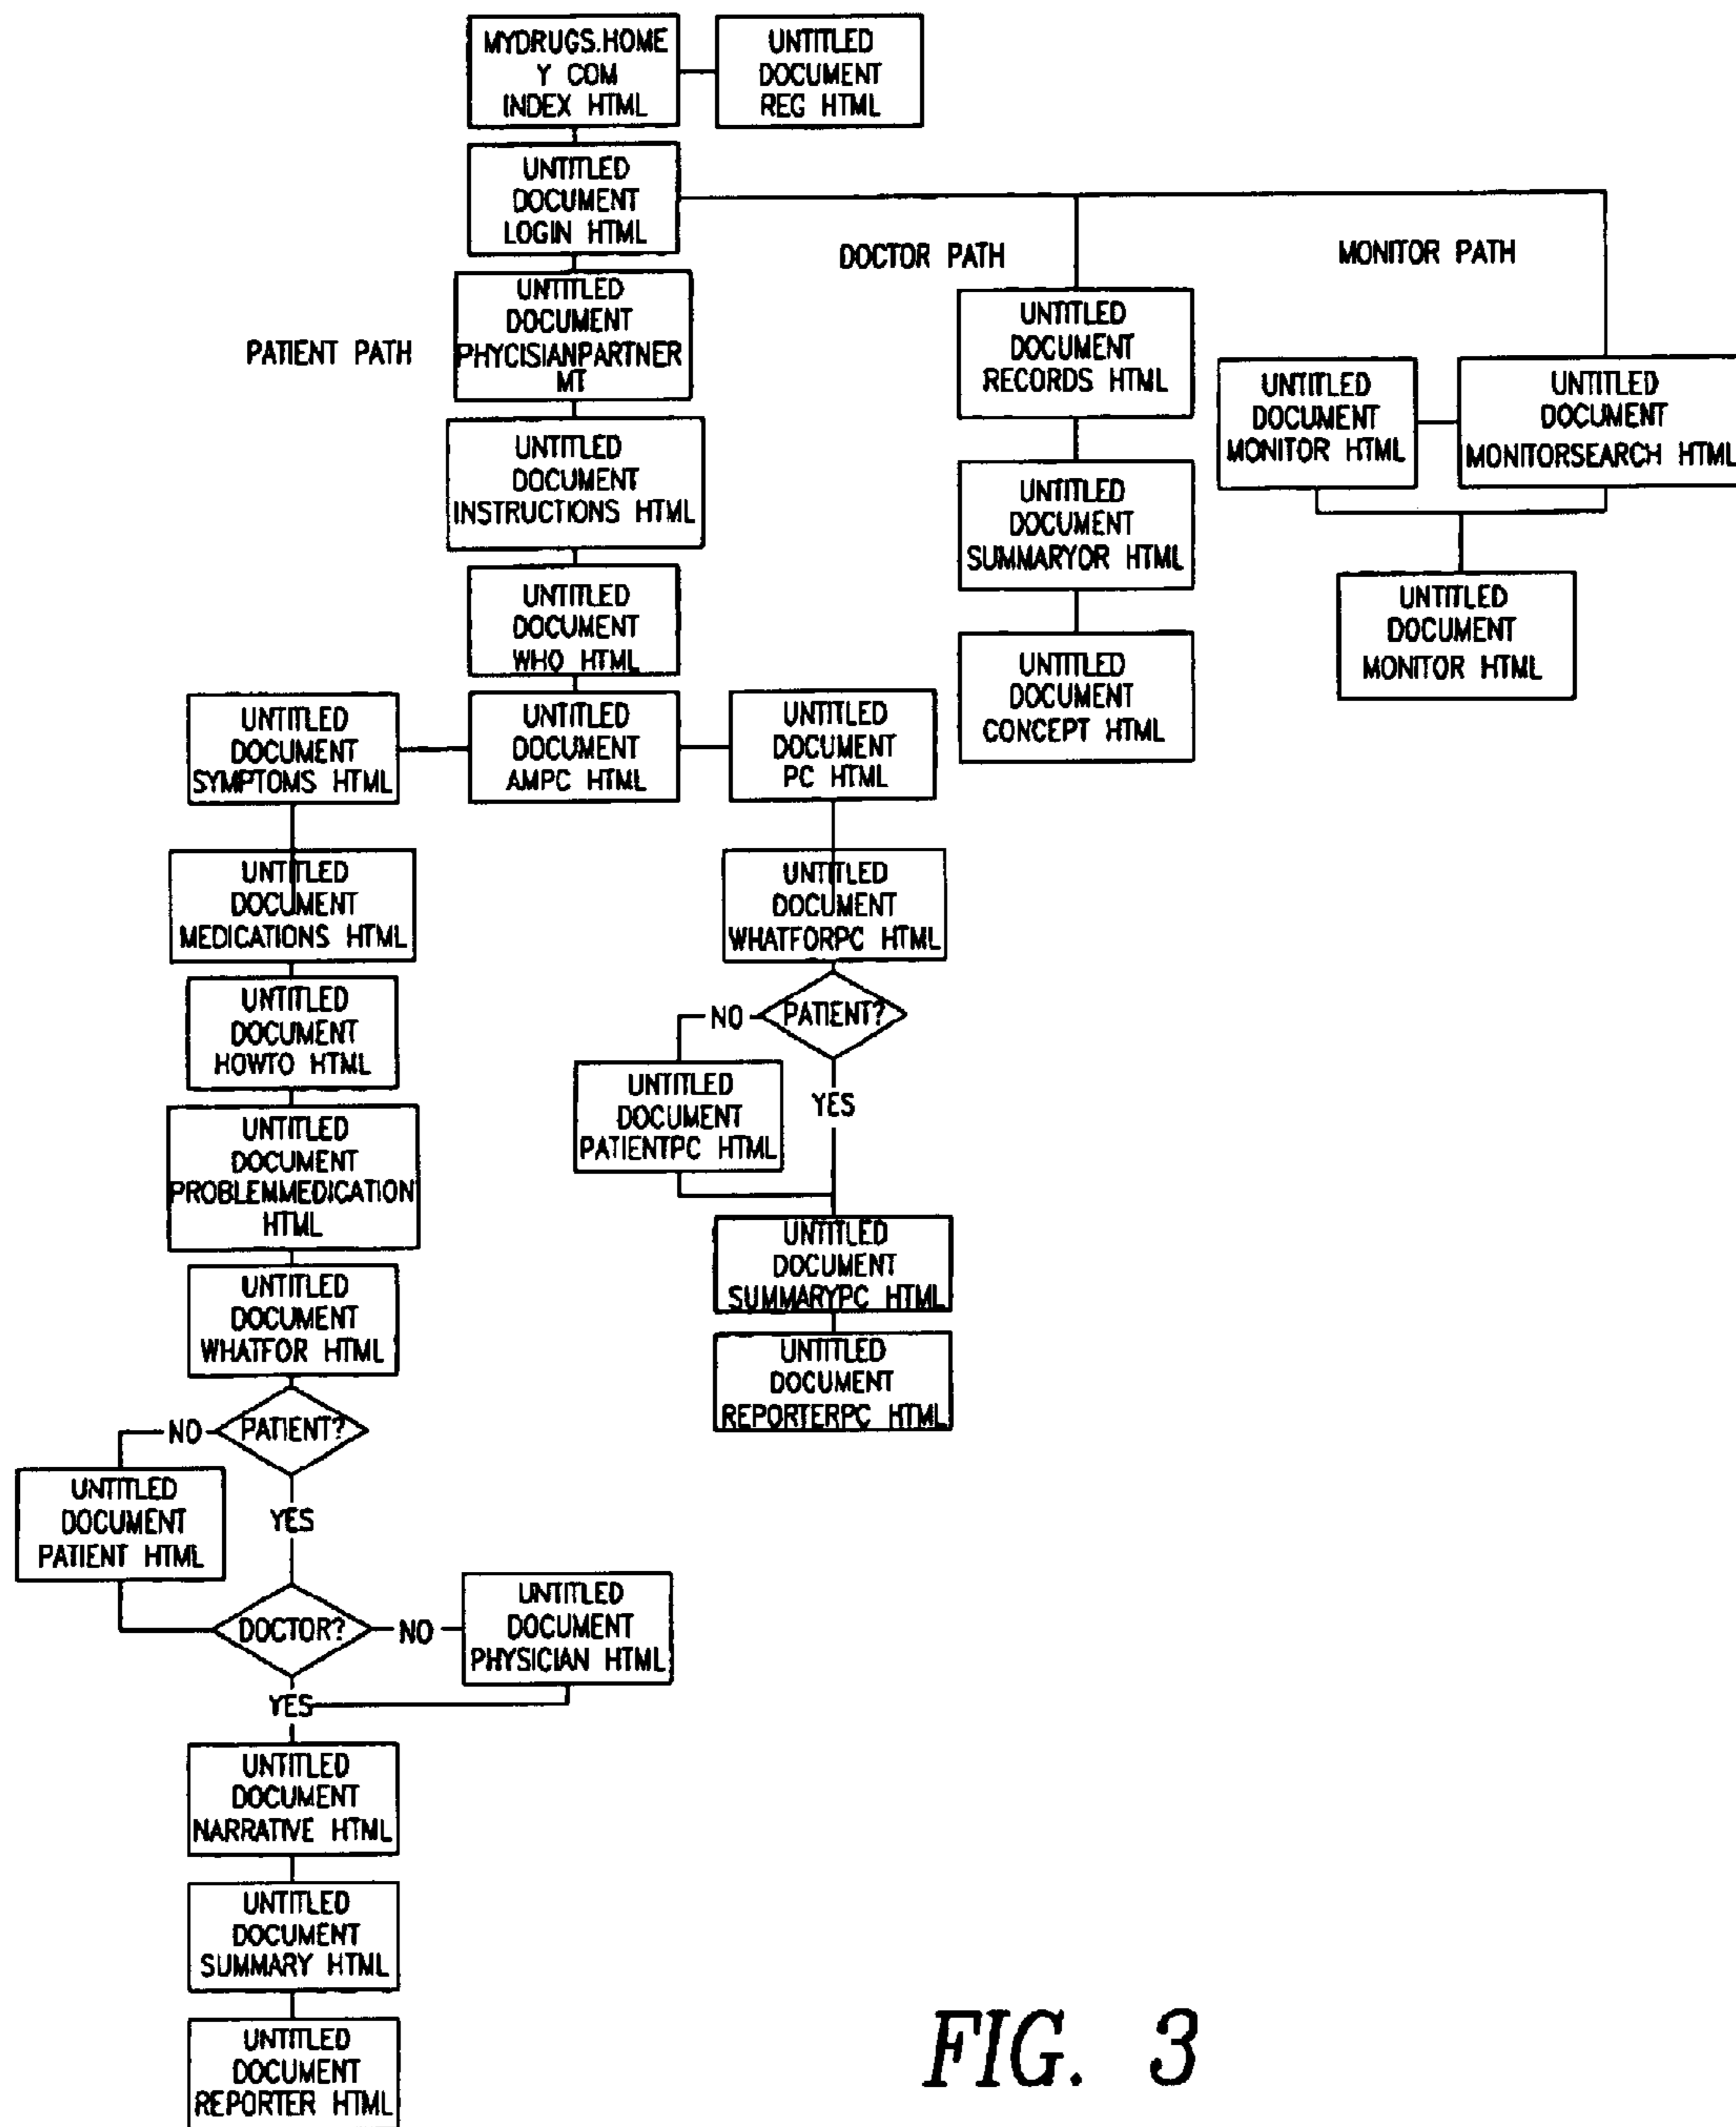 MYDRUGS.HOME
Y COM
INDEX HTML
UNTITLED
DOCUMENT
REG HTML
UNTITLED
DOCUMENT
LOGIN HTML
DOCTOR PATH
MONITOR PATH
PATIENT PATH
UNTITLED
DOCUMENT
PHYCISIANPARTNER
MT
UNTITLED
DOCUMENT
RECORDS HTML
UNTITLED
DOCUMENT
MONITOR HTML
UNTITLED
DOCUMENT
MONITORSEARCH HTML
UNTITLED
DOCUMENT
INSTRUCTIONS HTML
UNTITLED
DOCUMENT
SUMMARYOR HTML
UNTITLED
DOCUMENT
MONITOR HTML
UNTITLED
DOCUMENT
WHO HTML
UNTITLED
DOCUMENT
CONCEPT HTML
UNTITLED
DOCUMENT
SYMPTOMS HTML
UNTITLED
DOCUMENT
AMPC HTML
UNTITLED
DOCUMENT
PC HTML
UNTITLED
DOCUMENT
MEDICATIONS HTML
UNTITLED
DOCUMENT
WHATFORPC HTML
UNTITLED
DOCUMENT
HOWTO HTML
NO
PATIENT?
YES
UNTITLED
DOCUMENT
PATIENTPC HTML
UNTITLED
DOCUMENT
PROBLEMMEDICATION
HTML
UNTITLED
DOCUMENT
SUMMARYPC HTML
UNTITLED
DOCUMENT
WHATFOR HTML
UNTITLED
DOCUMENT
REPORTERPC HTML
NO
PATIENT?
YES
UNTITLED
DOCUMENT
PATIENT HTML
DOCTOR?
NO
UNTITLED
DOCUMENT
PHYSICIAN HTML
YES
UNTITLED
DOCUMENT
NARRATIVE HTML
UNTITLED
DOCUMENT
SUMMARY HTML
UNTITLED
DOCUMENT
REPORTER HTML
FIG. 3